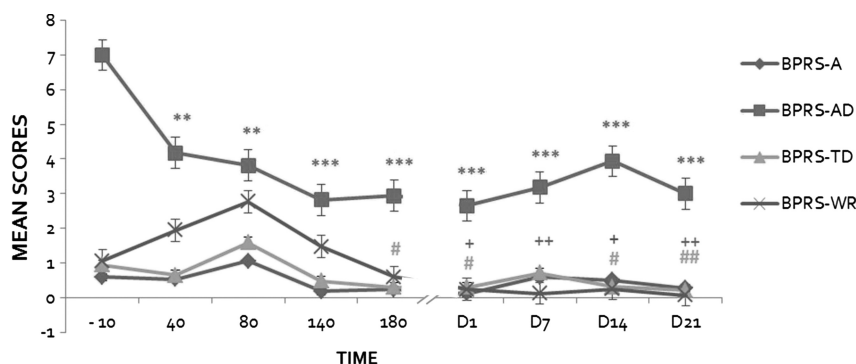 8
7
6
5
4
3
2
1
0
-1
MEAN SCORES
** ** *** *** *** *** *** ***
#
+ ++ + ++
# # ##
- 10 40 80 140 180 D1 D7 D14 D21
TIME
BPRS-A
BPRS-AD
BPRS-TD
BPRS-WR